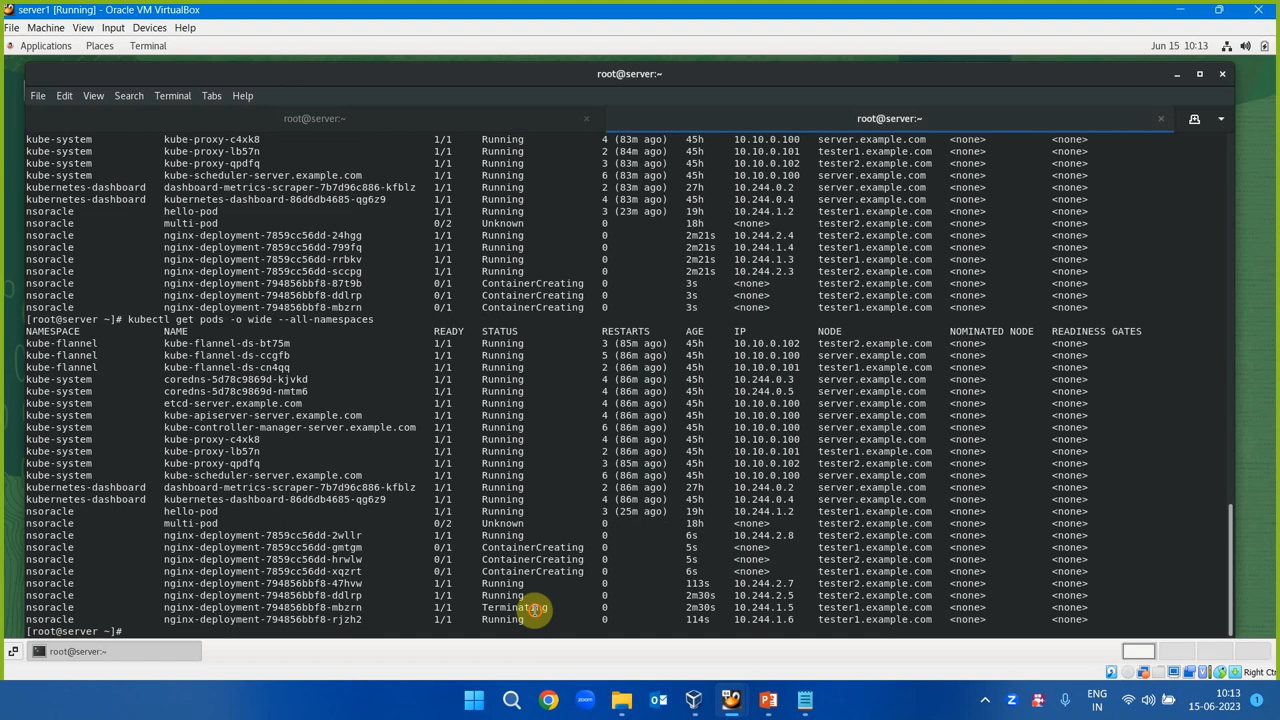 server1 [Running] - Oracle VM VirtualBox
File Machine View Input Devices Help
Applications Places Terminal Jun 15 10:13
root@server:~
File Edit View Search Terminal Tabs Help
root@server:~ × root@server:~ ×
kube-system kube-proxy-c4xk8 1/1 Running 4 (83m ago) 45h 10.10.0.100 server.example.com <none> <none>
kube-system kube-proxy-lb57n 1/1 Running 2 (84m ago) 45h 10.10.0.101 tester1.example.com <none> <none>
kube-system kube-proxy-qpdfq 1/1 Running 3 (83m ago) 45h 10.10.0.102 tester2.example.com <none> <none>
kube-system kube-scheduler-server.example.com 1/1 Running 6 (83m ago) 45h 10.10.0.100 server.example.com <none> <none>
kubernetes-dashboard dashboard-metrics-scraper-7b7d96c886-kfblz 1/1 Running 2 (83m ago) 27h 10.244.0.2 server.example.com <none> <none>
kubernetes-dashboard kubernetes-dashboard-86d6db4685-qg6z9 1/1 Running 4 (83m ago) 27h 10.244.0.4 server.example.com <none> <none>
nsoracle hello-pod 1/1 Running 3 (23m ago) 19h 10.244.1.2 tester1.example.com <none> <none>
nsoracle multi-pod 0/2 Unknown 0 18h <none> tester2.example.com <none> <none>
nsoracle nginx-deployment-7859cc56dd-24hgg 1/1 Running 0 2m21s 10.244.2.4 tester2.example.com <none> <none>
nsoracle nginx-deployment-7859cc56dd-799fq 1/1 Running 0 2m21s 10.244.1.4 tester1.example.com <none> <none>
nsoracle nginx-deployment-7859cc56dd-rrbkv 1/1 Running 0 2m21s 10.244.1.3 tester1.example.com <none> <none>
nsoracle nginx-deployment-7859cc56dd-sccpg 1/1 Running 0 2m21s 10.244.2.3 tester2.example.com <none> <none>
nsoracle nginx-deployment-794856bbf8-87t9b 0/1 ContainerCreating 0 3s <none> tester2.example.com <none> <none>
nsoracle nginx-deployment-794856bbf8-ddlrp 0/1 ContainerCreating 0 3s <none> tester2.example.com <none> <none>
nsoracle nginx-deployment-794856bbf8-mbzrn 0/1 ContainerCreating 0 3s <none> tester1.example.com <none> <none>
[root@server ~]# kubectl get pods -o wide --all-namespaces
NAMESPACE NAME READY STATUS RESTARTS AGE IP NODE NOMINATED NODE READINESS GATES
kube-flannel kube-flannel-ds-bt75m 1/1 Running 3 (85m ago) 45h 10.10.0.102 tester2.example.com <none> <none>
kube-flannel kube-flannel-ds-ccgfb 1/1 Running 5 (86m ago) 45h 10.10.0.100 server.example.com <none> <none>
kube-flannel kube-flannel-ds-cn4qq 1/1 Running 2 (86m ago) 45h 10.10.0.101 tester1.example.com <none> <none>
kube-system coredns-5d78c9869d-kjvkd 1/1 Running 4 (86m ago) 45h 10.244.0.3 server.example.com <none> <none>
kube-system coredns-5d78c9869d-nmtm6 1/1 Running 4 (86m ago) 45h 10.244.0.5 server.example.com <none> <none>
kube-system etcd-server.example.com 1/1 Running 4 (86m ago) 45h 10.10.0.100 server.example.com <none> <none>
kube-system kube-apiserver-server.example.com 1/1 Running 4 (86m ago) 45h 10.10.0.100 server.example.com <none> <none>
kube-system kube-controller-manager-server.example.com 1/1 Running 6 (86m ago) 45h 10.10.0.100 server.example.com <none> <none>
kube-system kube-proxy-c4xk8 1/1 Running 4 (86m ago) 45h 10.10.0.100 server.example.com <none> <none>
kube-system kube-proxy-lb57n 1/1 Running 2 (86m ago) 45h 10.10.0.101 tester1.example.com <none> <none>
kube-system kube-proxy-qpdfq 1/1 Running 3 (85m ago) 45h 10.10.0.102 tester2.example.com <none> <none>
kube-system kube-scheduler-server.example.com 1/1 Running 6 (86m ago) 45h 10.10.0.100 server.example.com <none> <none>
kubernetes-dashboard dashboard-metrics-scraper-7b7d96c886-kfblz 1/1 Running 2 (86m ago) 27h 10.244.0.2 server.example.com <none> <none>
kubernetes-dashboard kubernetes-dashboard-86d6db4685-qg6z9 1/1 Running 4 (86m ago) 27h 10.244.0.4 server.example.com <none> <none>
nsoracle hello-pod 1/1 Running 3 (25m ago) 19h 10.244.1.2 tester1.example.com <none> <none>
nsoracle multi-pod 0/2 Unknown 0 18h <none> tester2.example.com <none> <none>
nsoracle nginx-deployment-7859cc56dd-2wllr 1/1 Running 0 6s 10.244.2.8 tester2.example.com <none> <none>
nsoracle nginx-deployment-7859cc56dd-gmtgm 0/1 ContainerCreating 0 5s <none> tester1.example.com <none> <none>
nsoracle nginx-deployment-7859cc56dd-hrwlw 0/1 ContainerCreating 0 5s <none> tester2.example.com <none> <none>
nsoracle nginx-deployment-7859cc56dd-xqzrt 0/1 ContainerCreating 0 6s <none> tester1.example.com <none> <none>
nsoracle nginx-deployment-794856bbf8-47hvw 1/1 Running 0 113s 10.244.2.7 tester2.example.com <none> <none>
nsoracle nginx-deployment-794856bbf8-ddlrp 1/1 Running 0 2m30s 10.244.2.5 tester2.example.com <none> <none>
nsoracle nginx-deployment-794856bbf8-mbzrn 1/1 Terminating 0 2m30s 10.244.1.5 tester1.example.com <none> <none>
nsoracle nginx-deployment-794856bbf8-rjzh2 1/1 Running 0 114s 10.244.1.6 tester1.example.com <none> <none>
[root@server ~]#
root@server:~
Right Ctr
ENG
IN
10:13
15-06-2023